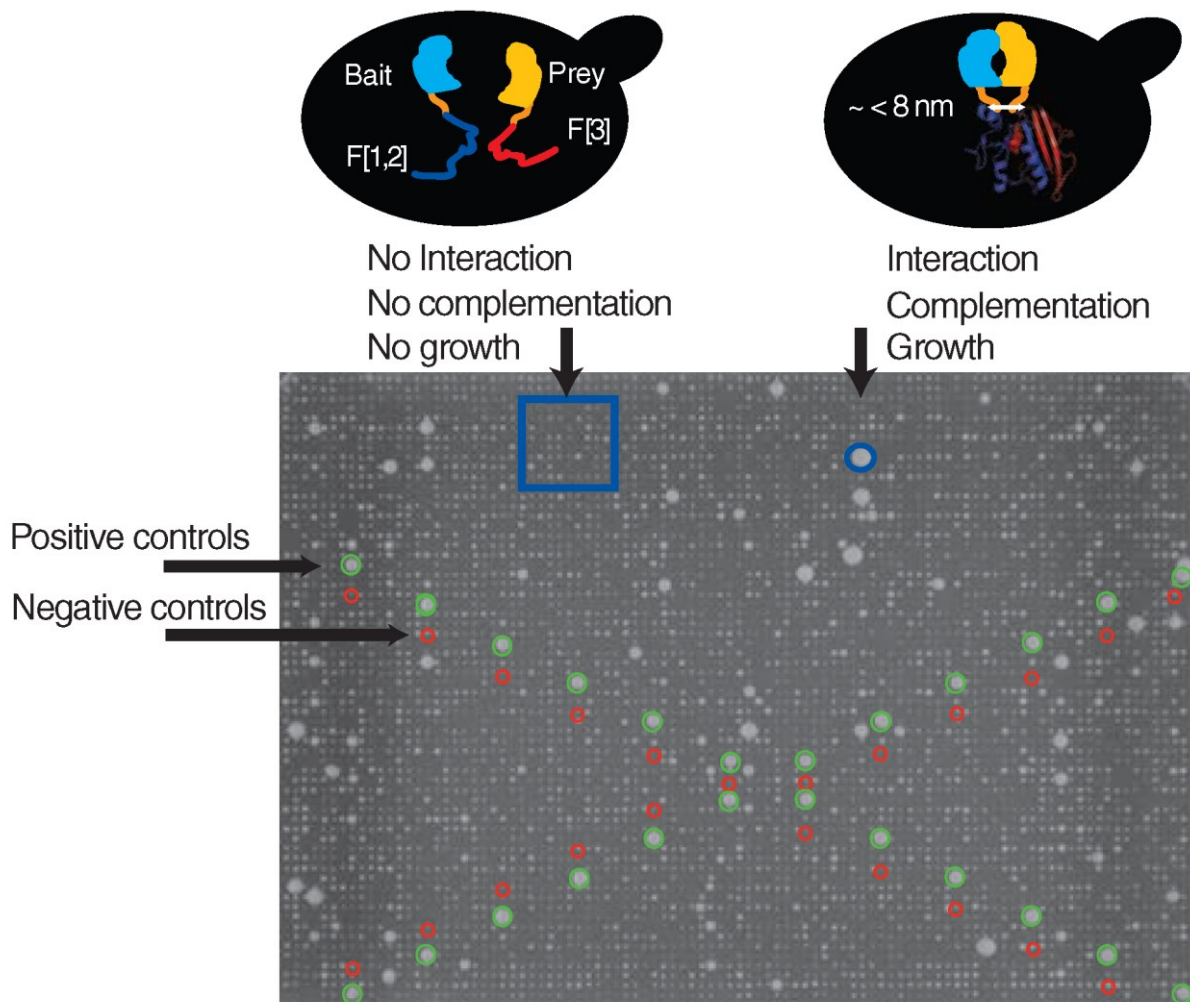 Bait
Prey
F[1,2]
F[3]
~ < 8 nm
No Interaction
No complementation
No growth
Interaction
Complementation
Growth
Positive controls
Negative controls